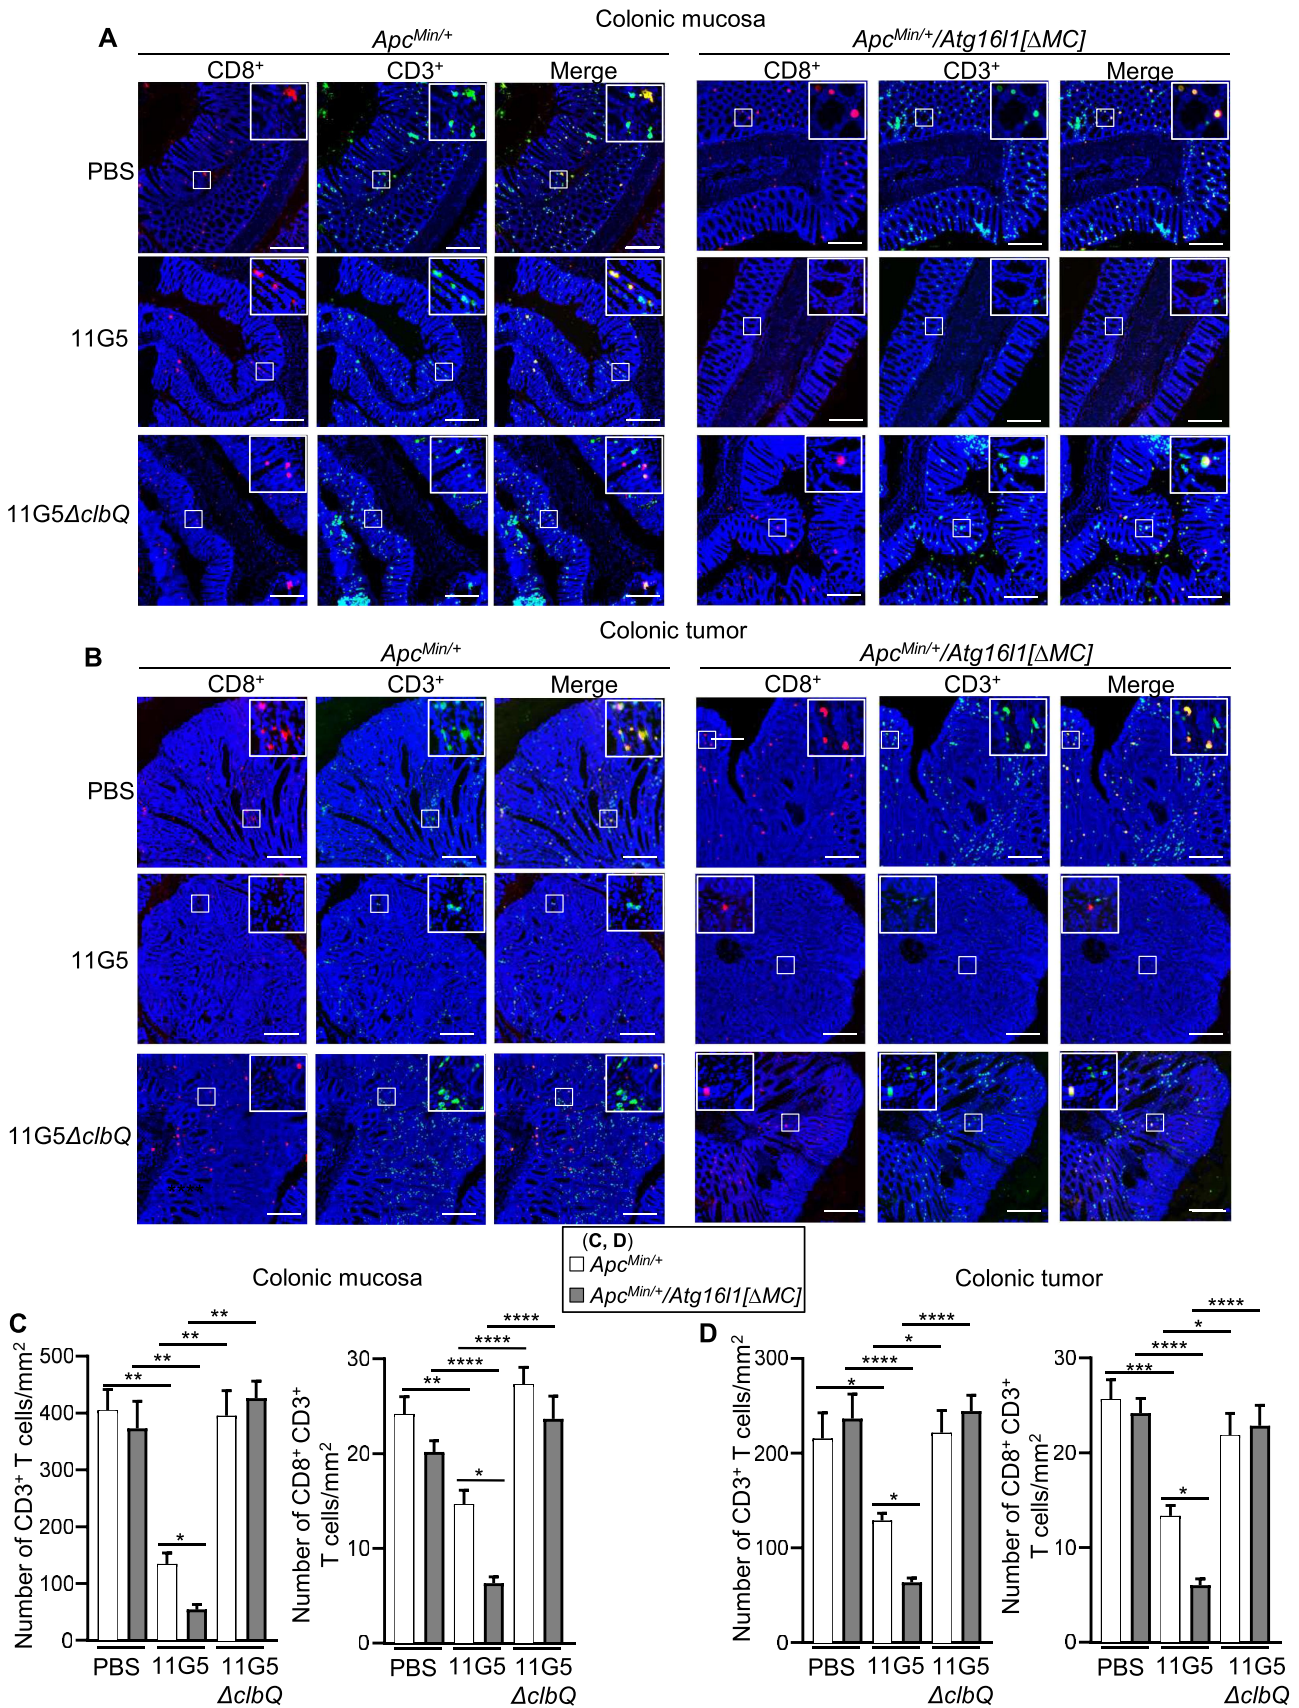 Colonic mucosa
A
ApcMin/+ ApcMin/+/Atg16l1[ΔMC]
CD8+ CD3+ Merge CD8+ CD3+ Merge
PBS
11G5
11G5ΔclbQ
Colonic tumor
B
ApcMin/+ ApcMin/+/Atg16l1[ΔMC]
CD8+ CD3+ Merge CD8+ CD3+ Merge
PBS
11G5
11G5ΔclbQ
(C, D)
ApcMin/+
ApcMin/+/Atg16l1[ΔMC]
Colonic mucosa
C
Number of CD3+ T cells/mm2
500
400
300
200
100
0
**
**
**
**
*
PBS 11G5 11G5
ΔclbQ
Number of CD8+ CD3+
T cells/mm2
30
20
10
0
****
****
****
**
*
PBS 11G5 11G5
ΔclbQ
Colonic tumor
D
Number of CD3+ T cells/mm2
300
200
100
0
****
*
****
*
*
PBS 11G5 11G5
ΔclbQ
Number of CD8+ CD3+
T cells/mm2
30
20
10
0
****
*
****
***
*
PBS 11G5 11G5
ΔclbQ